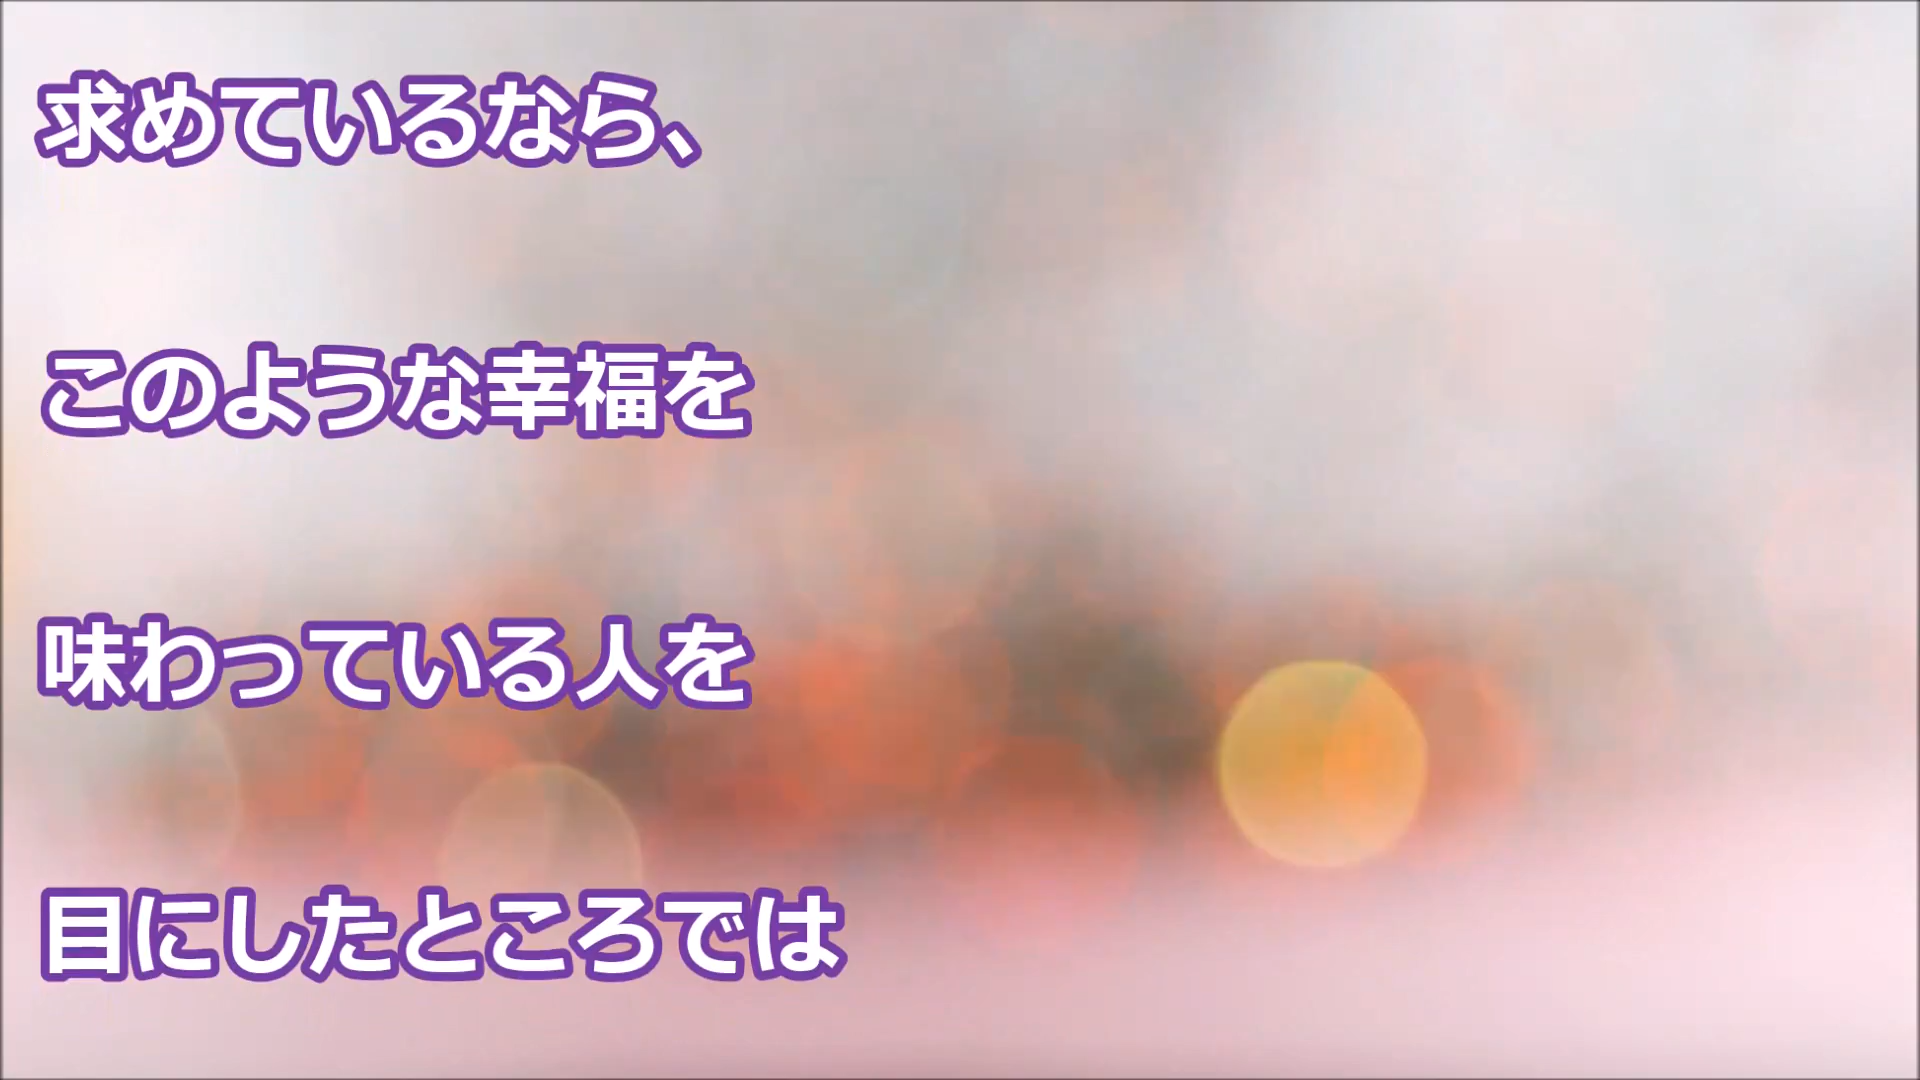 求めているなら、
このような幸福を
味わっている人を
目にしたところでは